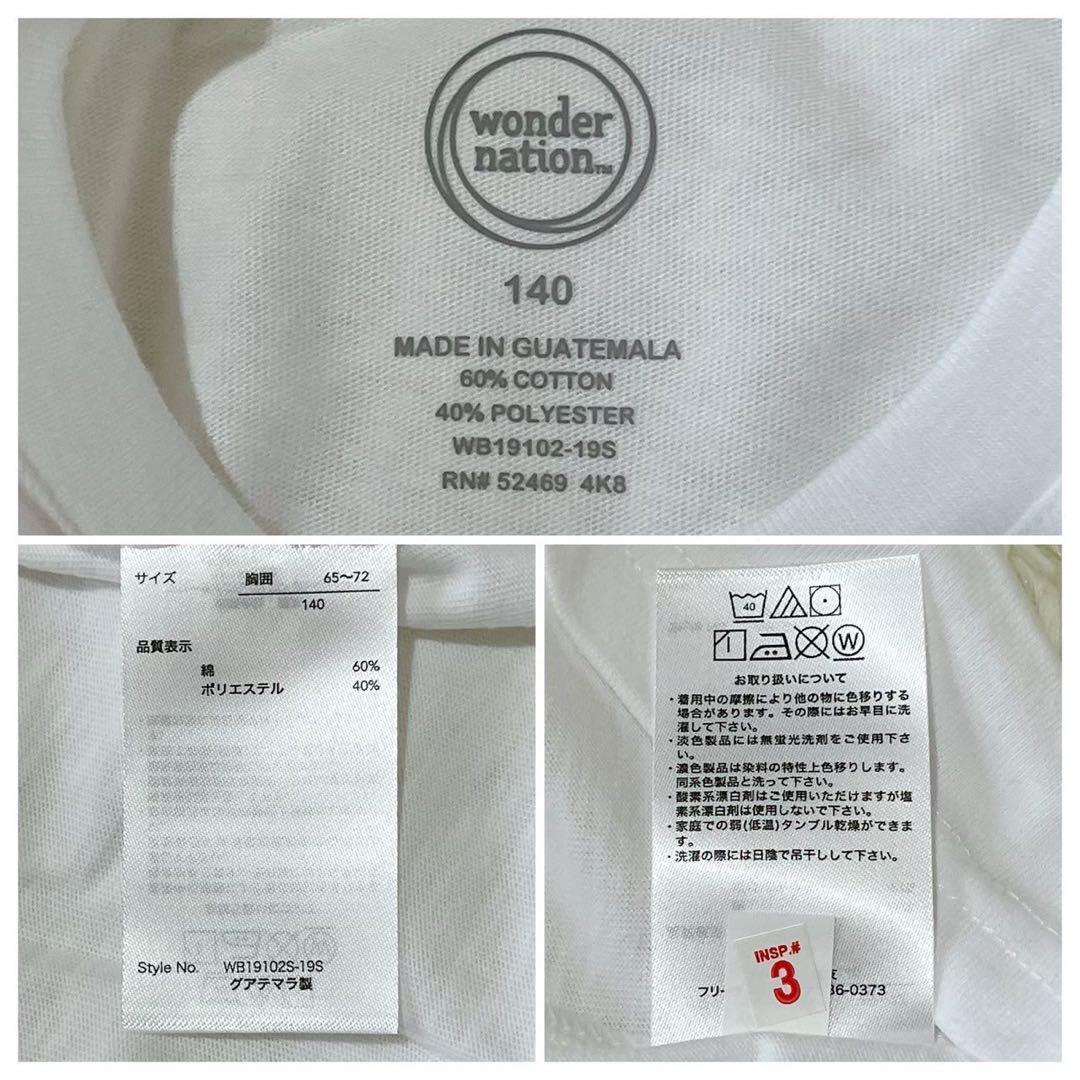 wonder
nation™
140
MADE IN GUATEMALA
60% COTTON
40% POLYESTER
WB19102-19S
RN# 52469 4K8
サイズ 胸囲 65〜72
140
品質表示
綿 60%
ポリエステル 40%
Style No. WB19102S-19S
グアテマラ製
40
W
お取り扱いについて
・着用中の摩擦により他の物に色移りする
場合があります。その際にはお早目に洗
濯して下さい。
・淡色製品には無蛍光洗剤をご使用下さ
い。
・濃色製品は染料の特性上色移りします。
同系色製品と洗って下さい。
・酸素系漂白剤はご使用いただけますが塩
素系漂白剤は使用しないで下さい。
・家庭での弱(低温)タンブル乾燥ができま
す。
・洗濯の際には日陰で吊干しして下さい。
INSP.#
3
友
フリー 86-0373